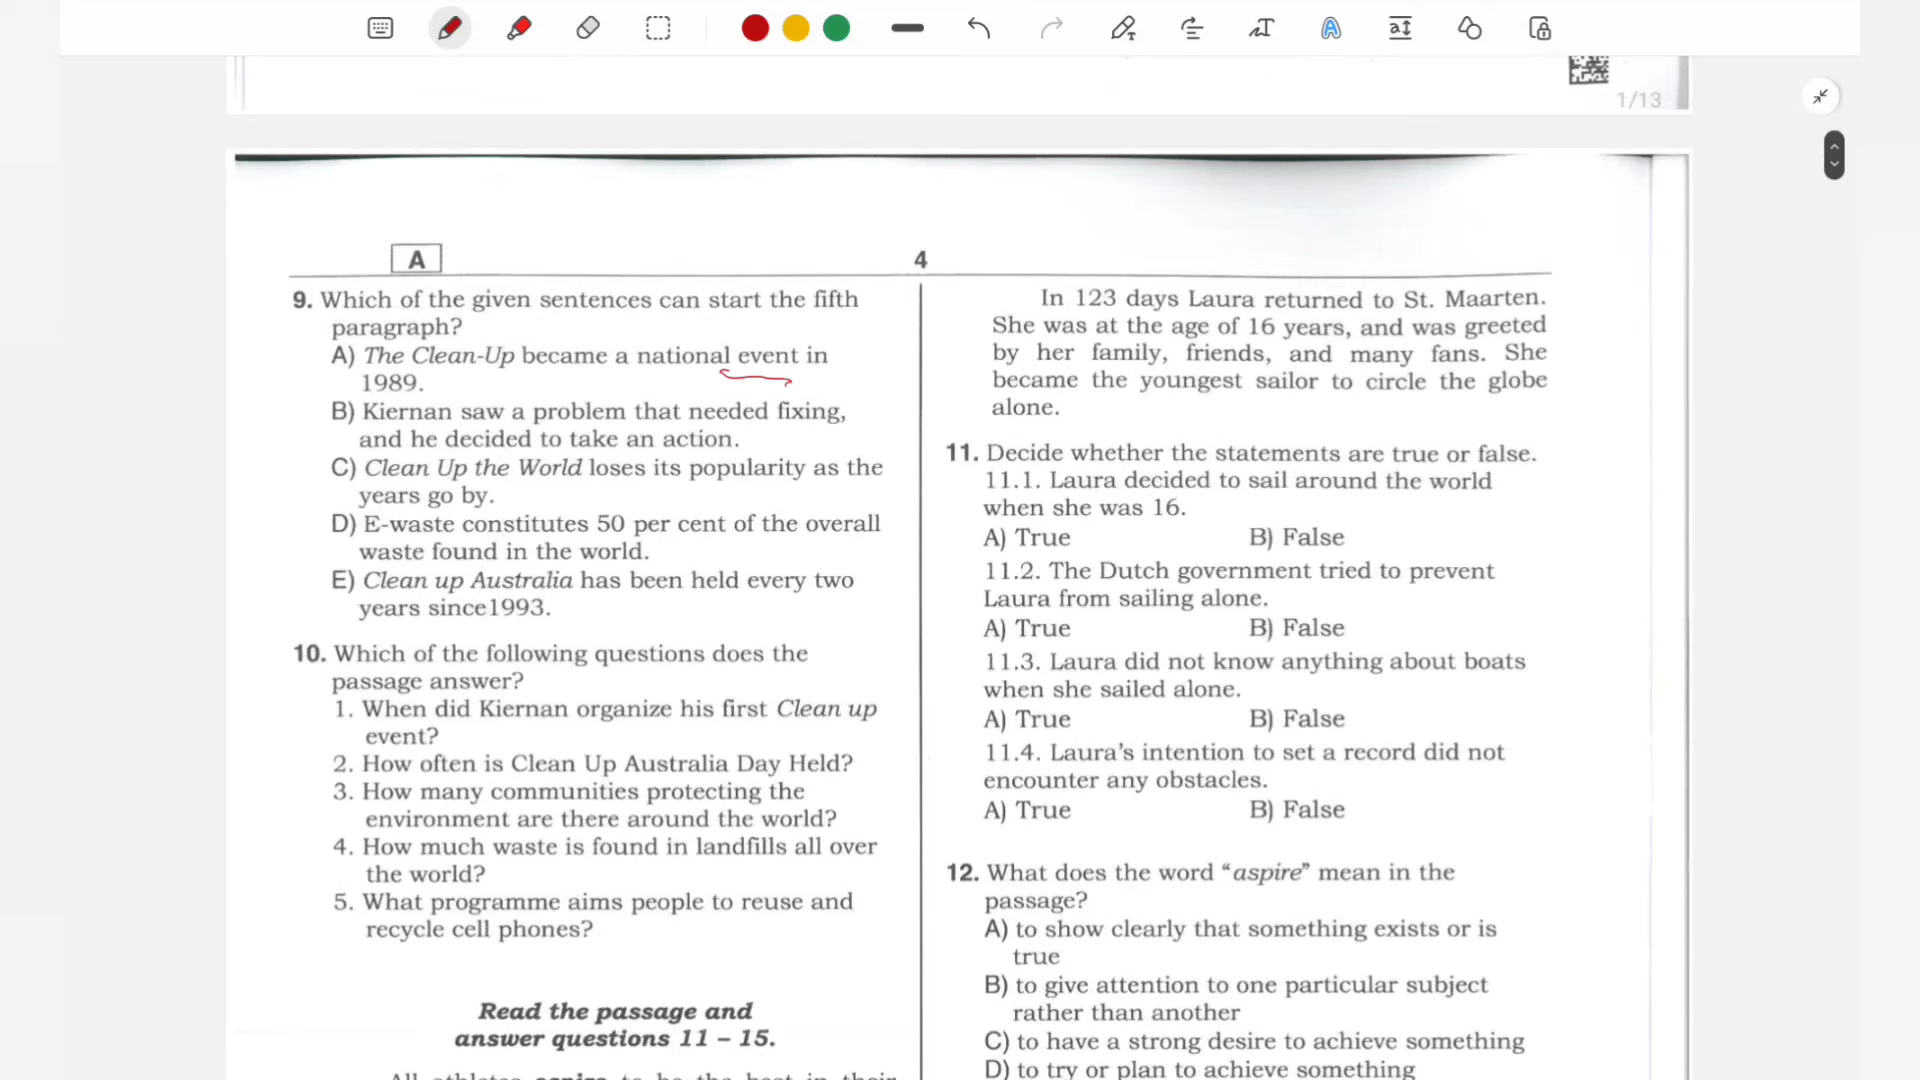 1/13
A
4
9. Which of the given sentences can start the fifth
paragraph?
A) The Clean-Up became a national event in
1989.
B) Kiernan saw a problem that needed fixing,
and he decided to take an action.
C) Clean Up the World loses its popularity as the
years go by.
D) E-waste constitutes 50 per cent of the overall
waste found in the world.
E) Clean up Australia has been held every two
years since1993.
10. Which of the following questions does the
passage answer?
1. When did Kiernan organize his first Clean up
event?
2. How often is Clean Up Australia Day Held?
3. How many communities protecting the
environment are there around the world?
4. How much waste is found in landfills all over
the world?
5. What programme aims people to reuse and
recycle cell phones?
Read the passage and
answer questions 11 – 15.
All athletes aspire to be the best in their
In 123 days Laura returned to St. Maarten.
She was at the age of 16 years, and was greeted
by her family, friends, and many fans. She
became the youngest sailor to circle the globe
alone.
11. Decide whether the statements are true or false.
11.1. Laura decided to sail around the world
when she was 16.
A) True B) False
11.2. The Dutch government tried to prevent
Laura from sailing alone.
A) True B) False
11.3. Laura did not know anything about boats
when she sailed alone.
A) True B) False
11.4. Laura's intention to set a record did not
encounter any obstacles.
A) True B) False
12. What does the word “aspire” mean in the
passage?
A) to show clearly that something exists or is
true
B) to give attention to one particular subject
rather than another
C) to have a strong desire to achieve something
D) to try or plan to achieve something